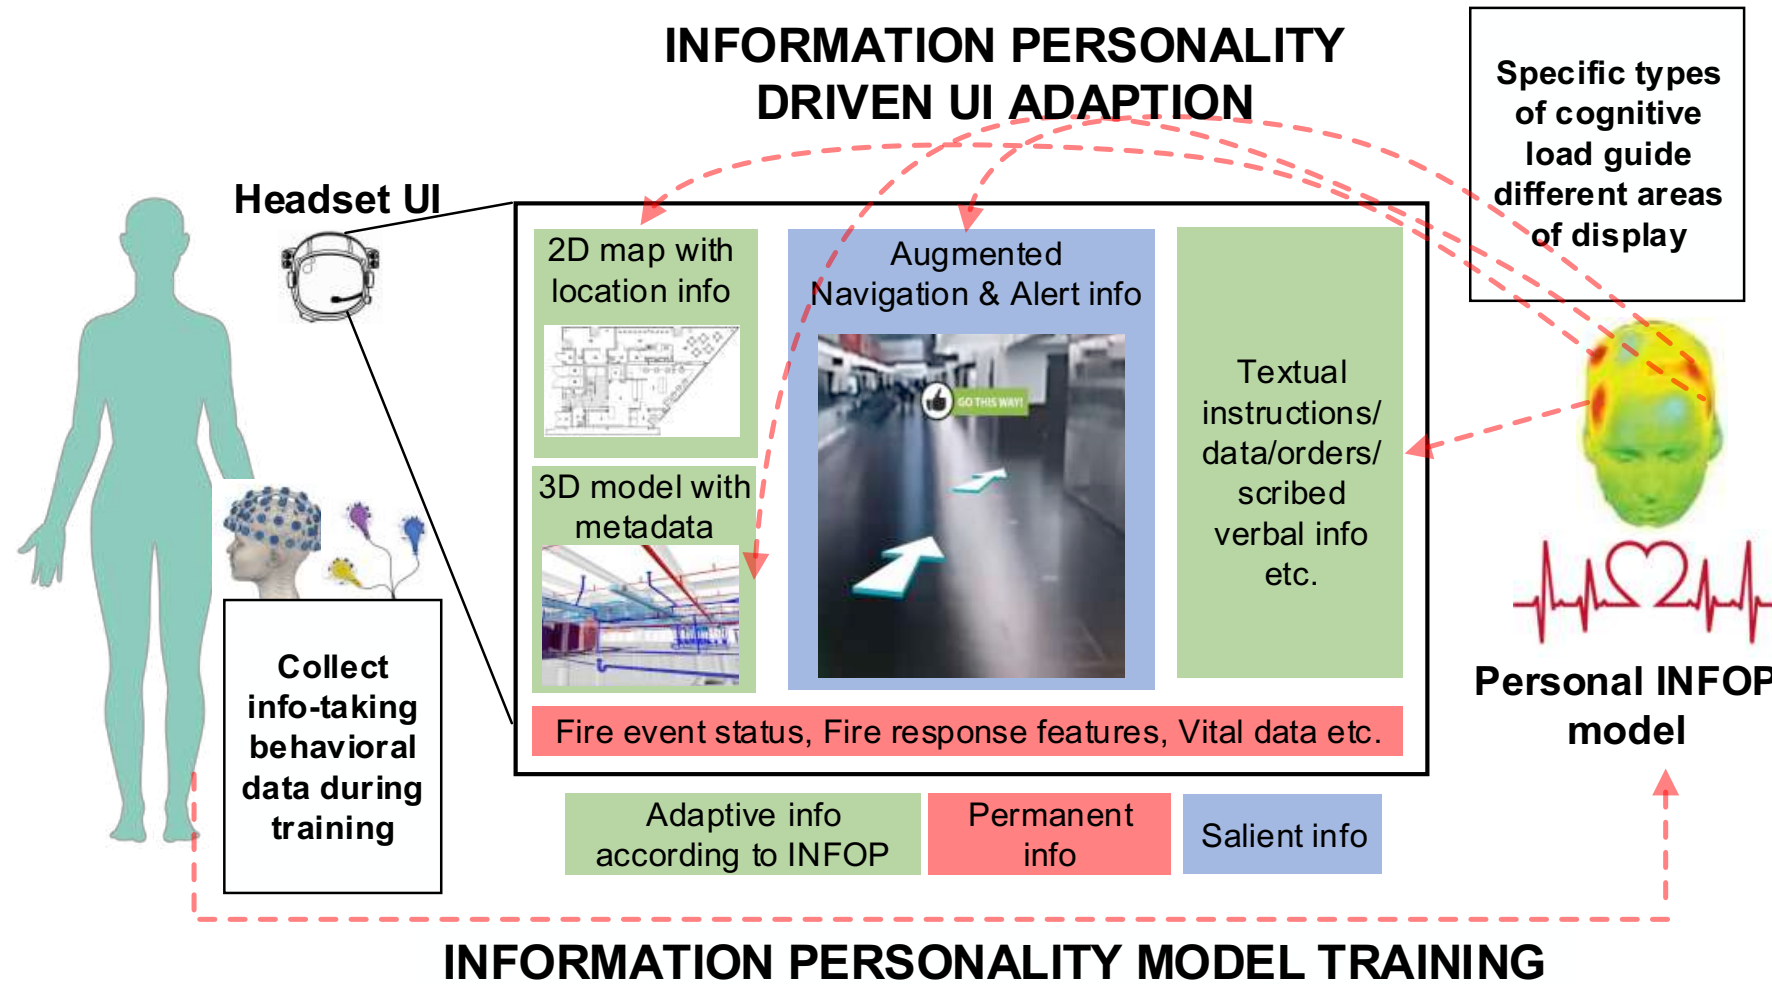 INFORMATION PERSONALITY
DRIVEN UI ADAPTION
Specific types
of cognitive
load guide
different areas
of display
Headset UI
2D map with
location info
Augmented
Navigation & Alert info
GO THIS WAY!
Textual
instructions/
data/orders/
scribed
verbal info
etc.
3D model with
metadata
Collect
info-taking
behavioral
data during
training
Fire event status, Fire response features, Vital data etc.
Personal INFOP
model
Adaptive info
according to INFOP
Permanent
info
Salient info
INFORMATION PERSONALITY MODEL TRAINING